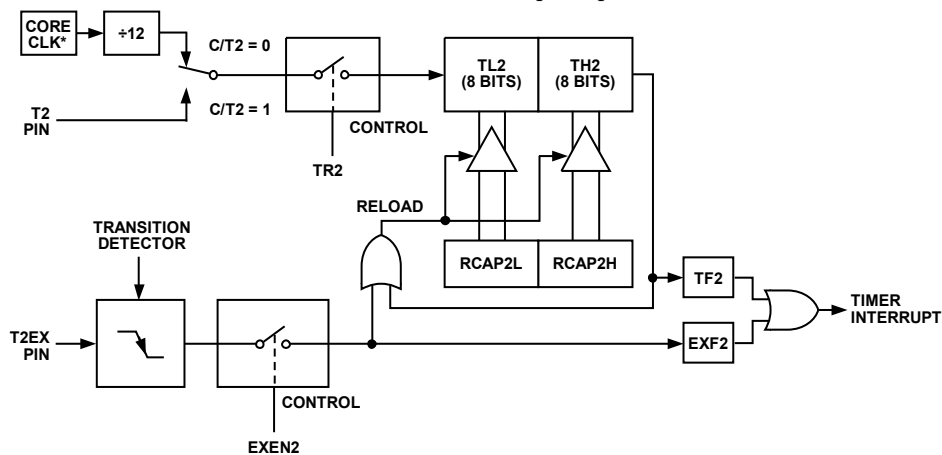 CORE
CLK*
÷12
C/T2 = 0
C/T2 = 1
T2
PIN
CONTROL
TR2
TL2
(8 BITS)
TH2
(8 BITS)
RELOAD
TRANSITION
DETECTOR
RCAP2L
RCAP2H
T2EX
PIN
CONTROL
EXEN2
TF2
EXF2
TIMER
INTERRUPT